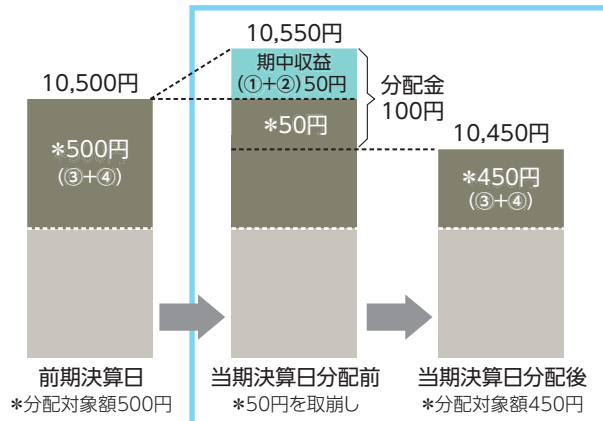 10,500円
＊500円
(③＋④)
前期決算日
＊分配対象額500円
10,550円
期中収益
(①＋②)50円
＊50円
分配金
100円
当期決算日分配前
＊50円を取崩し
10,450円
＊450円
(③＋④)
当期決算日分配後
＊分配対象額450円